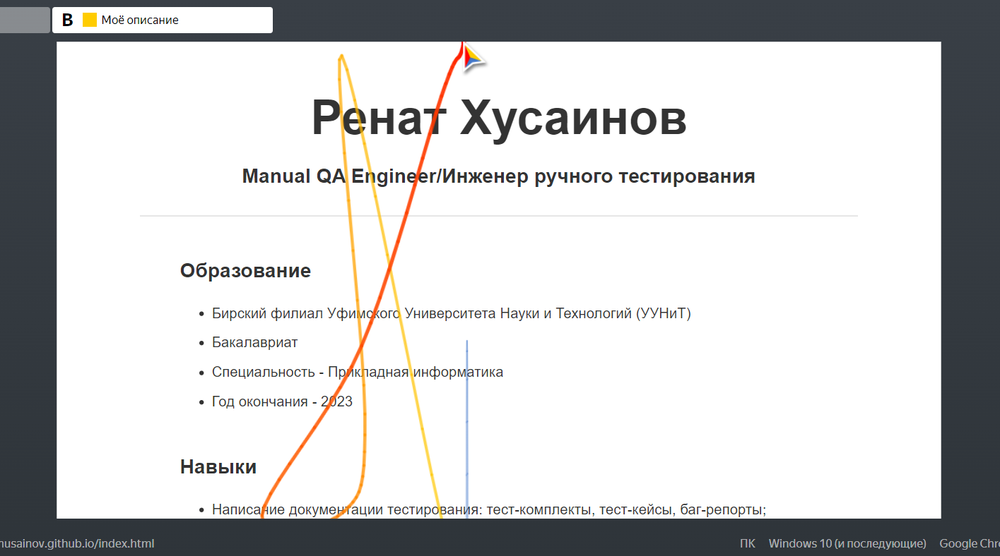 B Моё описание
Ренат Хусаинов
Manual QA Engineer/Инженер ручного тестирования
Образование
Бирский филиал Уфимского Университета Науки и Технологий (УУНиТ)
Бакалавриат
Специальность - Прикладная информатика
Год окончания - 2023
Навыки
Написание документации тестирования: тест-комплекты, тест-кейсы, баг-репорты;
husainov.github.io/index.html ПК Windows 10 (и последующие) Google Chro